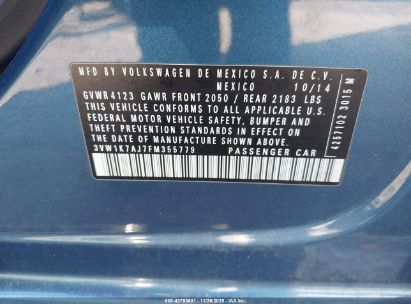 MFD BY VOLKSWAGEN DE MEXICO S.A. DE C.V.
MEXICO 10/14
GVWR 4123 GAWR FRONT 2050 / REAR 2183 LBS
THIS VEHICLE CONFORMS TO ALL APPLICABLE U.S.
FEDERAL MOTOR VEHICLE SAFETY, BUMPER AND
THEFT PREVENTION STANDARDS IN EFFECT ON
DATE OF MANUFACTURE SHOWN ABOVE.
3VW1K7AJ7FM355779 PASSENGER CAR
4257102 3015 M